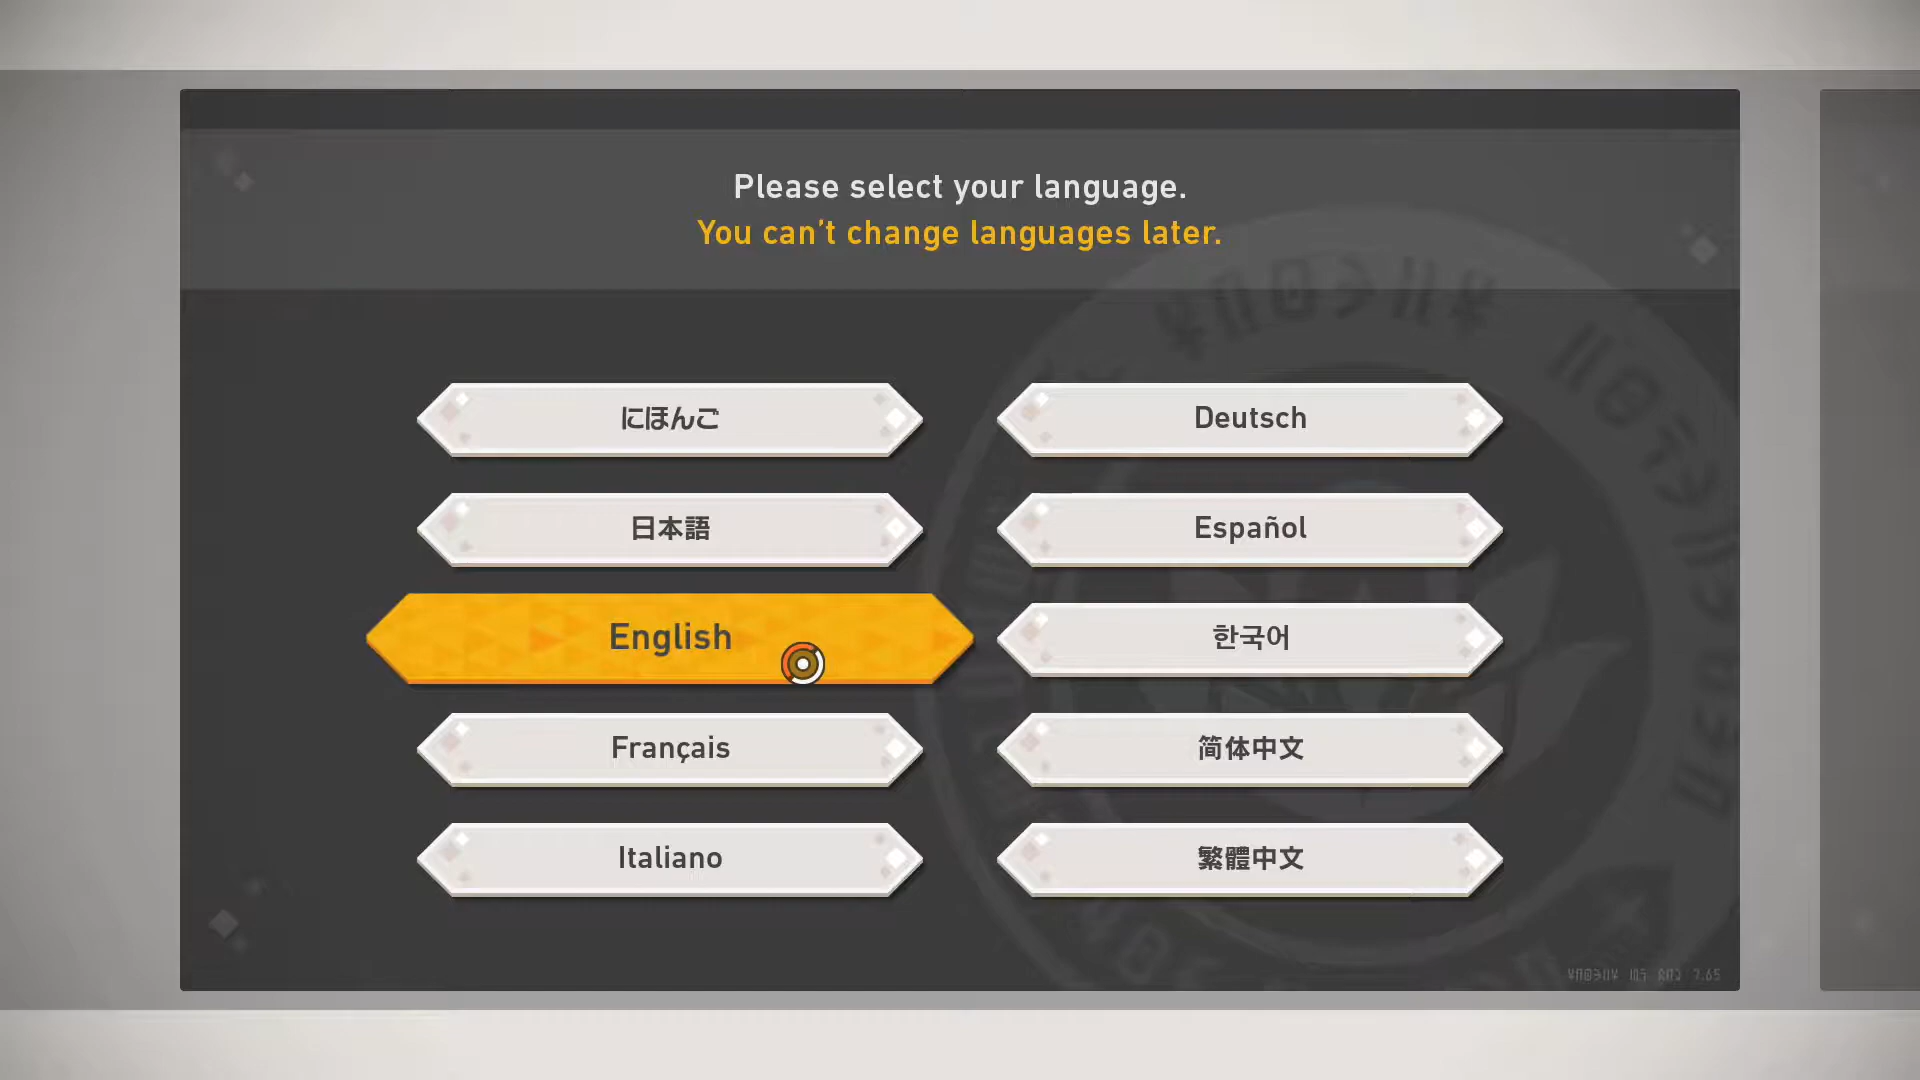 Please select your language.
You can't change languages later.
にほんご
日本語
English
Français
Italiano
Deutsch
Español
한국어
简体中文
繁體中文